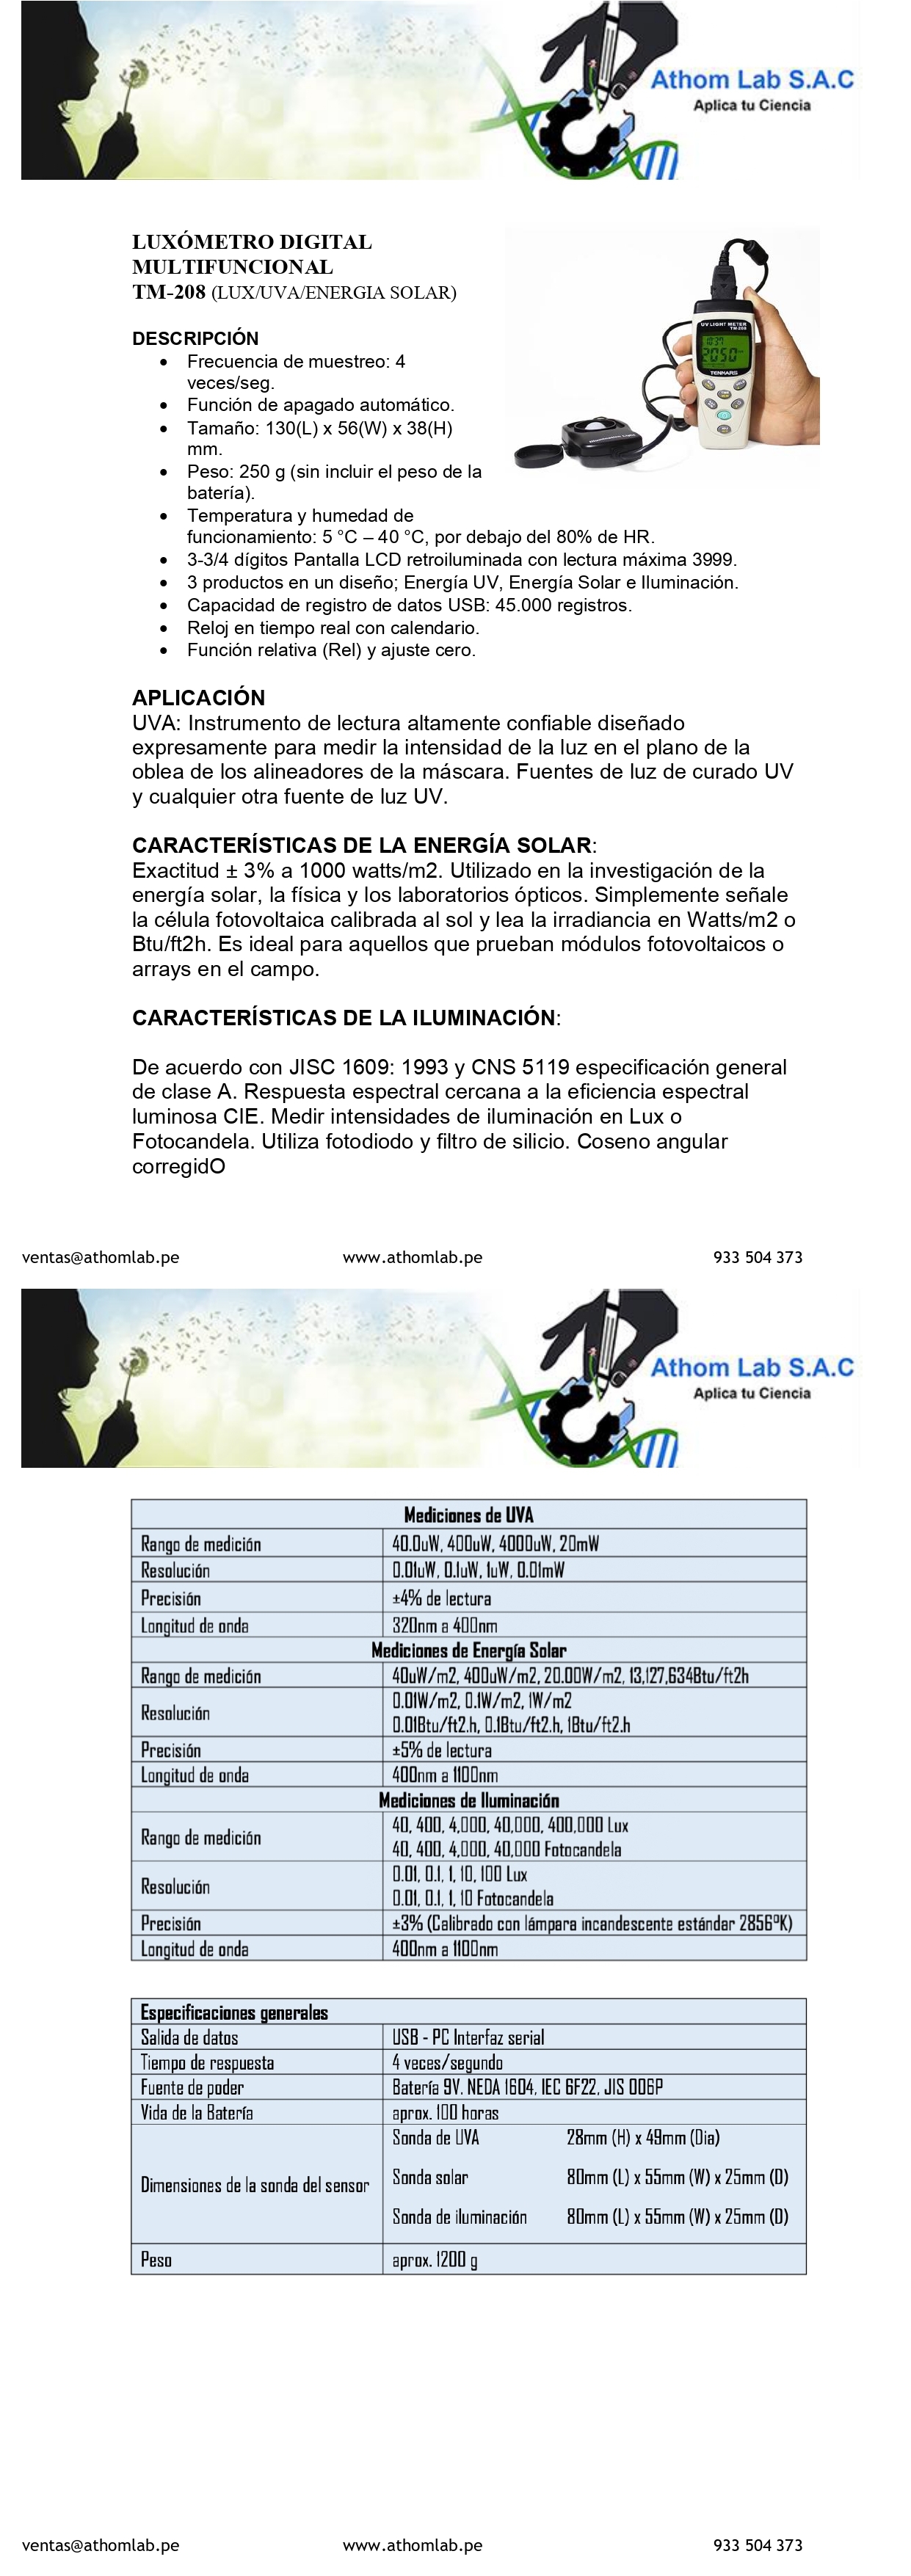 Athom Lab S.A.C
Aplica tu Ciencia
LUXÓMETRO DIGITAL
MULTIFUNCIONAL
TM-208 (LUX/UVA/ENERGIA SOLAR)
UV LIGHT METER
TM-208
TENMARS
DESCRIPCIÓN
• Frecuencia de muestreo: 4
veces/seg.
• Función de apagado automático.
• Tamaño: 130(L) x 56(W) x 38(H)
mm.
• Peso: 250 g (sin incluir el peso de la
batería).
• Temperatura y humedad de
funcionamiento: 5 °C – 40 °C, por debajo del 80% de HR.
• 3-3/4 dígitos Pantalla LCD retroiluminada con lectura máxima 3999.
• 3 productos en un diseño; Energía UV, Energía Solar e Iluminación.
• Capacidad de registro de datos USB: 45.000 registros.
• Reloj en tiempo real con calendario.
• Función relativa (Rel) y ajuste cero.
APLICACIÓN
UVA: Instrumento de lectura altamente confiable diseñado
expresamente para medir la intensidad de la luz en el plano de la
oblea de los alineadores de la máscara. Fuentes de luz de curado UV
y cualquier otra fuente de luz UV.
CARACTERÍSTICAS DE LA ENERGÍA SOLAR:
Exactitud ± 3% a 1000 watts/m2. Utilizado en la investigación de la
energía solar, la física y los laboratorios ópticos. Simplemente señale
la célula fotovoltaica calibrada al sol y lea la irradiancia en Watts/m2 o
Btu/ft2h. Es ideal para aquellos que prueban módulos fotovoltaicos o
arrays en el campo.
CARACTERÍSTICAS DE LA ILUMINACIÓN:
De acuerdo con JISC 1609: 1993 y CNS 5119 especificación general
de clase A. Respuesta espectral cercana a la eficiencia espectral
luminosa CIE. Medir intensidades de iluminación en Lux o
Fotocandela. Utiliza fotodiodo y filtro de silicio. Coseno angular
corregidO
ventas@athomlab.pe www.athomlab.pe 933 504 373
Athom Lab S.A.C
Aplica tu Ciencia
Mediciones de UVA
Rango de medición 40.0uW, 400uW, 4000uW, 20mW
Resolución 0.01uW, 0.1uW, 1uW, 0.01mW
Precisión ±4% de lectura
Longitud de onda 320nm a 400nm
Mediciones de Energía Solar
Rango de medición 40uW/m2, 400uW/m2, 20.00W/m2, 13,127,634Btu/ft2h
Resolución 0.01W/m2, 0.1W/m2, 1W/m2
0.01Btu/ft2.h, 0.1Btu/ft2.h, 1Btu/ft2.h
Precisión ±5% de lectura
Longitud de onda 400nm a 1100nm
Mediciones de Iluminación
Rango de medición 40, 400, 4,000, 40,000, 400,000 Lux
40, 400, 4,000, 40,000 Fotocandela
Resolución 0.01, 0.1, 1, 10, 100 Lux
0.01, 0.1, 1, 10 Fotocandela
Precisión ±3% (Calibrado con lámpara incandescente estándar 2856ºK)
Longitud de onda 400nm a 1100nm
Especificaciones generales
Salida de datos USB - PC Interfaz serial
Tiempo de respuesta 4 veces/segundo
Fuente de poder Batería 9V. NEDA 1604, IEC 6F22, JIS 006P
Vida de la Batería aprox. 100 horas
Dimensiones de la sonda del sensor
Sonda de UVA 28mm (H) x 49mm (Dia)
Sonda solar 80mm (L) x 55mm (W) x 25mm (D)
Sonda de iluminación 80mm (L) x 55mm (W) x 25mm (D)
Peso aprox. 1200 g
ventas@athomlab.pe www.athomlab.pe 933 504 373